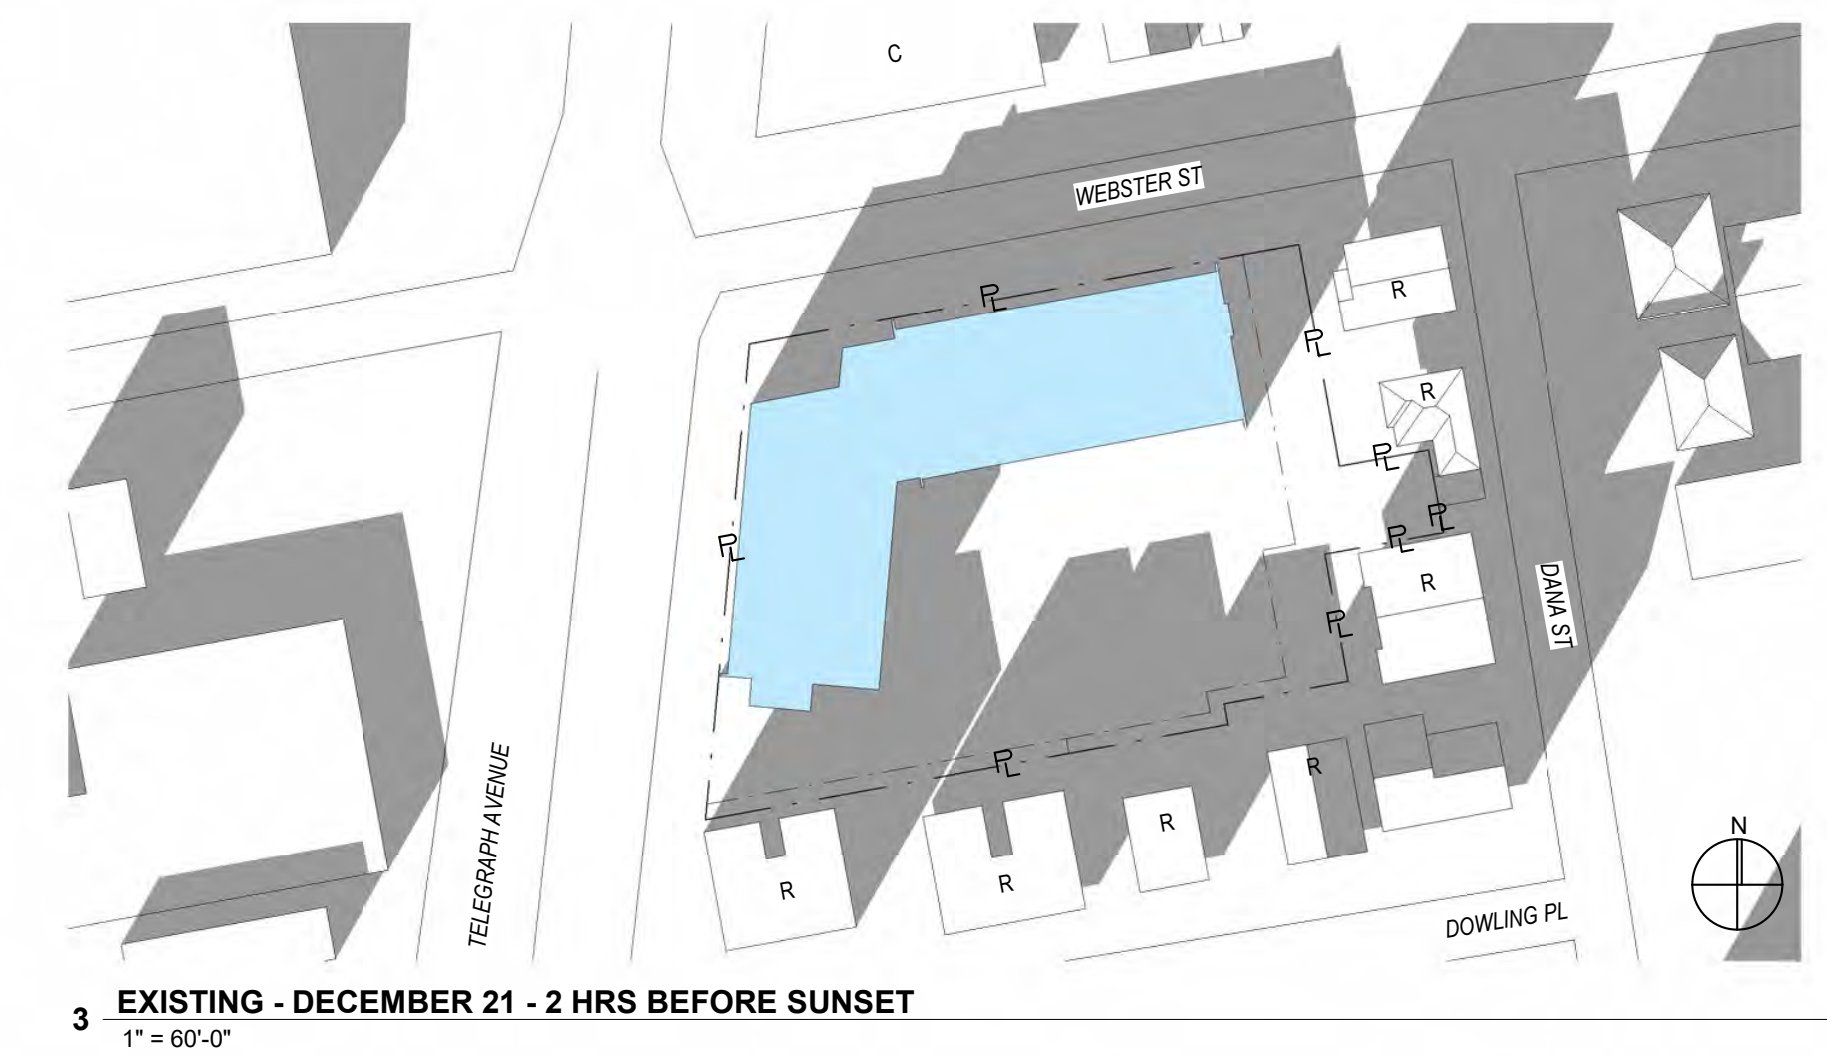 C
WEBSTER ST
PL
R
PL
R
PL
PL
PL
PL
R
DANA ST
PL
PL
R
R
R
R
TELEGRAPH AVENUE
N
DOWLING PL
3 EXISTING - DECEMBER 21 - 2 HRS BEFORE SUNSET
1" = 60'-0"